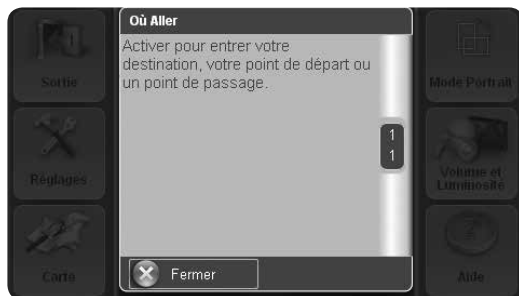 Où Aller
Activer pour entrer votre
destination, votre point de départ ou
un point de passage.
1
1
Fermer
Sortie
Réglages
Carte
Mode Portrait
Volume et
Luminosité
Aide